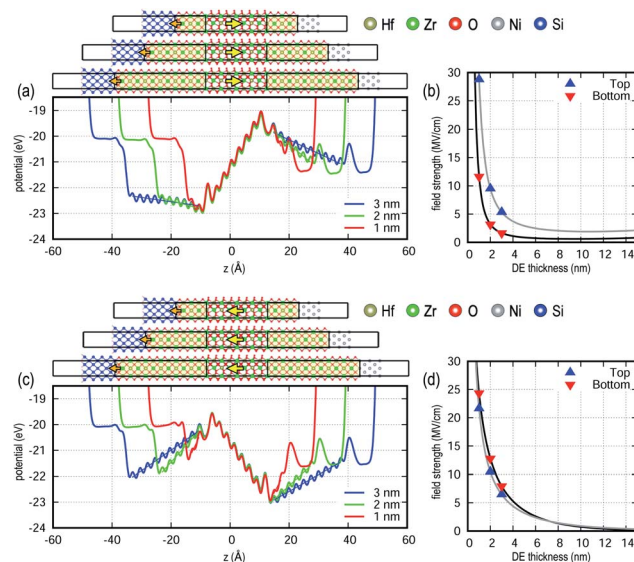 Hf Zr O Ni Si
(a)
-19
-20
-21
-22
-23
-24
potential (eV)
3 nm
2 nm
1 nm
-60 -40 -20 0 20 40 60
z (Å)
(b)
30
25
20
15
10
5
0
field strength (MV/cm)
Top
Bottom
0 2 4 6 8 10 12 14
DE thickness (nm)
Hf Zr O Ni Si
(c)
-19
-20
-21
-22
-23
-24
potential (eV)
3 nm
2 nm
1 nm
-60 -40 -20 0 20 40 60
z (Å)
(d)
30
25
20
15
10
5
0
field strength (MV/cm)
Top
Bottom
0 2 4 6 8 10 12 14
DE thickness (nm)